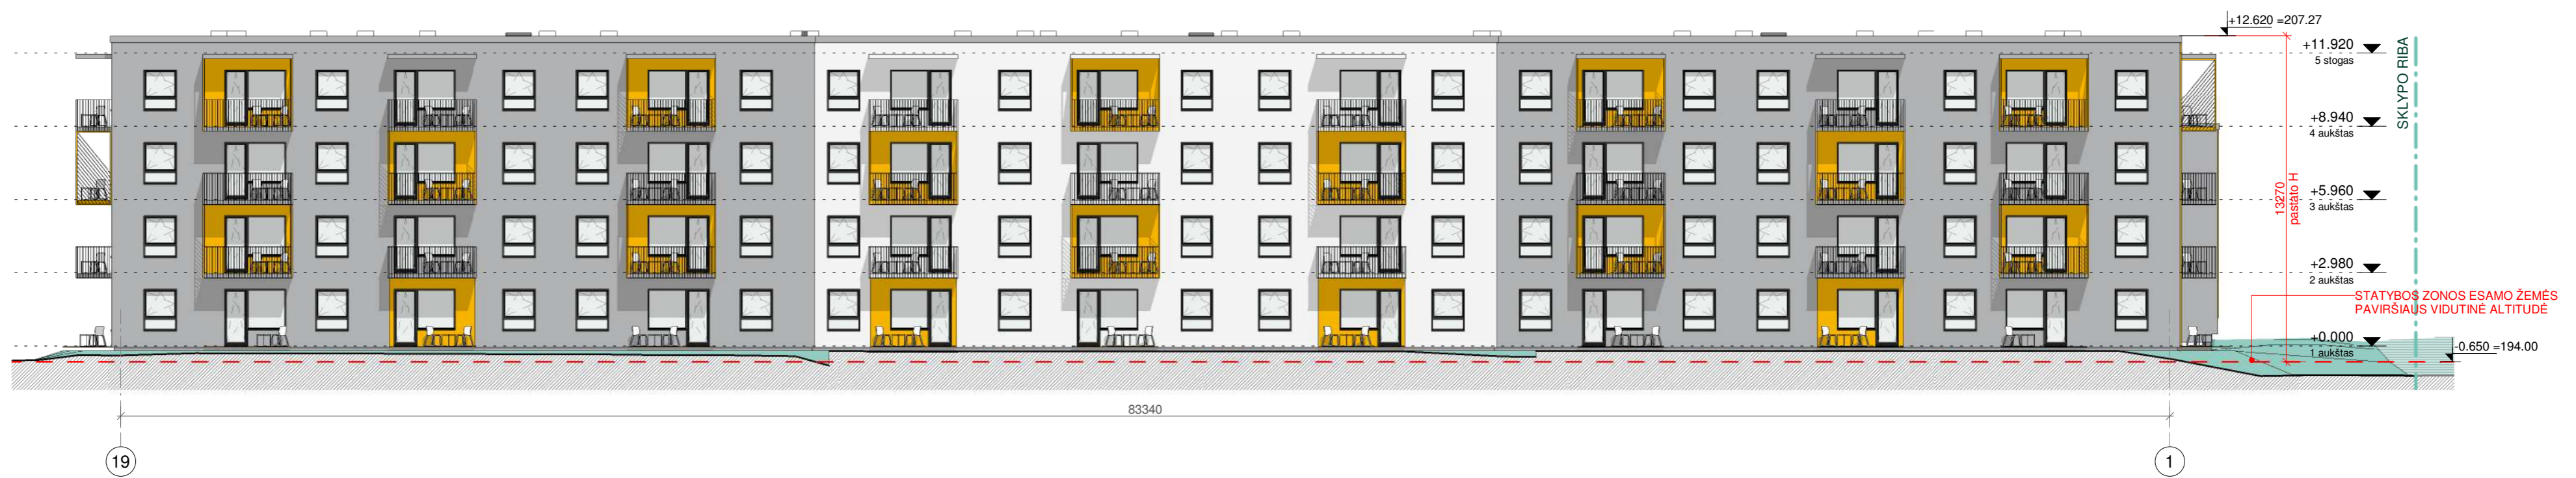 +12.620 =207.27
+11.920
5 stogas
SKLYPO RIBA
+8.940
4 aukštas
13270
pastato H
+5.960
3 aukštas
+2.980
2 aukštas
STATYBOS ZONOS ESAMO ŽEMĖS
PAVIRŠIAUS VIDUTINĖ ALTITUDĖ
+0.000
1 aukštas
-0.650 =194.00
83340
19
1